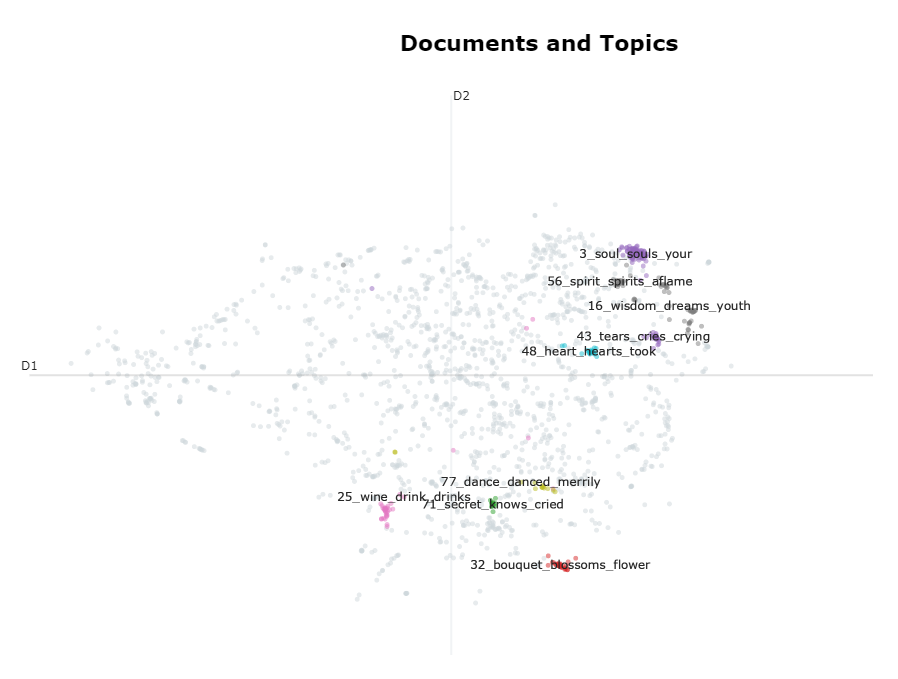 Documents and Topics
D2
3_soul_souls_your
56_spirit_spirits_aflame
16_wisdom_dreams_youth
43_tears_cries_crying
48_heart_hearts_took
D1
77_dance_danced_merrily
25_wine_drink_drinks
71_secret_knows_cried
32_bouquet_blossoms_flower